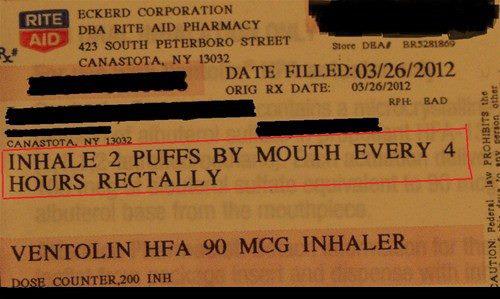 RITE AID
ECKERD CORPORATION
DBA RITE AID PHARMACY
423 SOUTH PETERBORO STREET
CANASTOTA, NY 13032
Store DEA# BR5281869
Rx#
DATE FILLED: 03/26/2012
ORIG RX DATE: 03/26/2012
RPH: BAD
CANASTOTA, NY 13032
INHALE 2 PUFFS BY MOUTH EVERY 4
HOURS RECTALLY
albuterol base from the mouthpiece.
VENTOLIN HFA 90 MCG INHALER
DOSE COUNTER,200 INH
CAUTION: Federal law PROHIBITS the
persons other